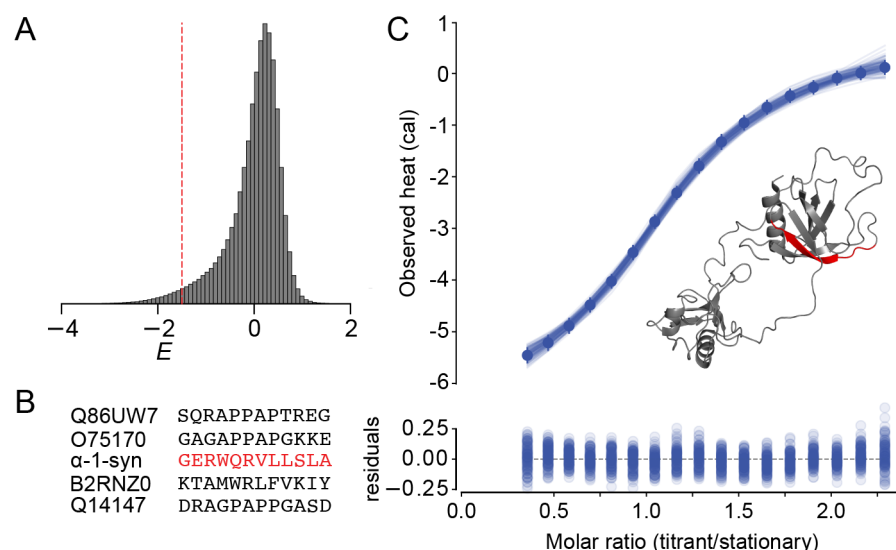 A
−4
−2
0
2
E
B
Q86UW7 SQRAPPAPTREG
O75170 GAGAPPAPGKKE
α-1-syn GERWQRVLLSLA
B2RNZ0 KTAMWRLFVKIY
Q14147 DRAGPAPPGASD
C
Observed heat (cal)
1
0
-1
-2
-3
-4
-5
-6
residuals
0.25
0.00
−0.25
0.0
0.5
1.0
1.5
2.0
Molar ratio (titrant/stationary)